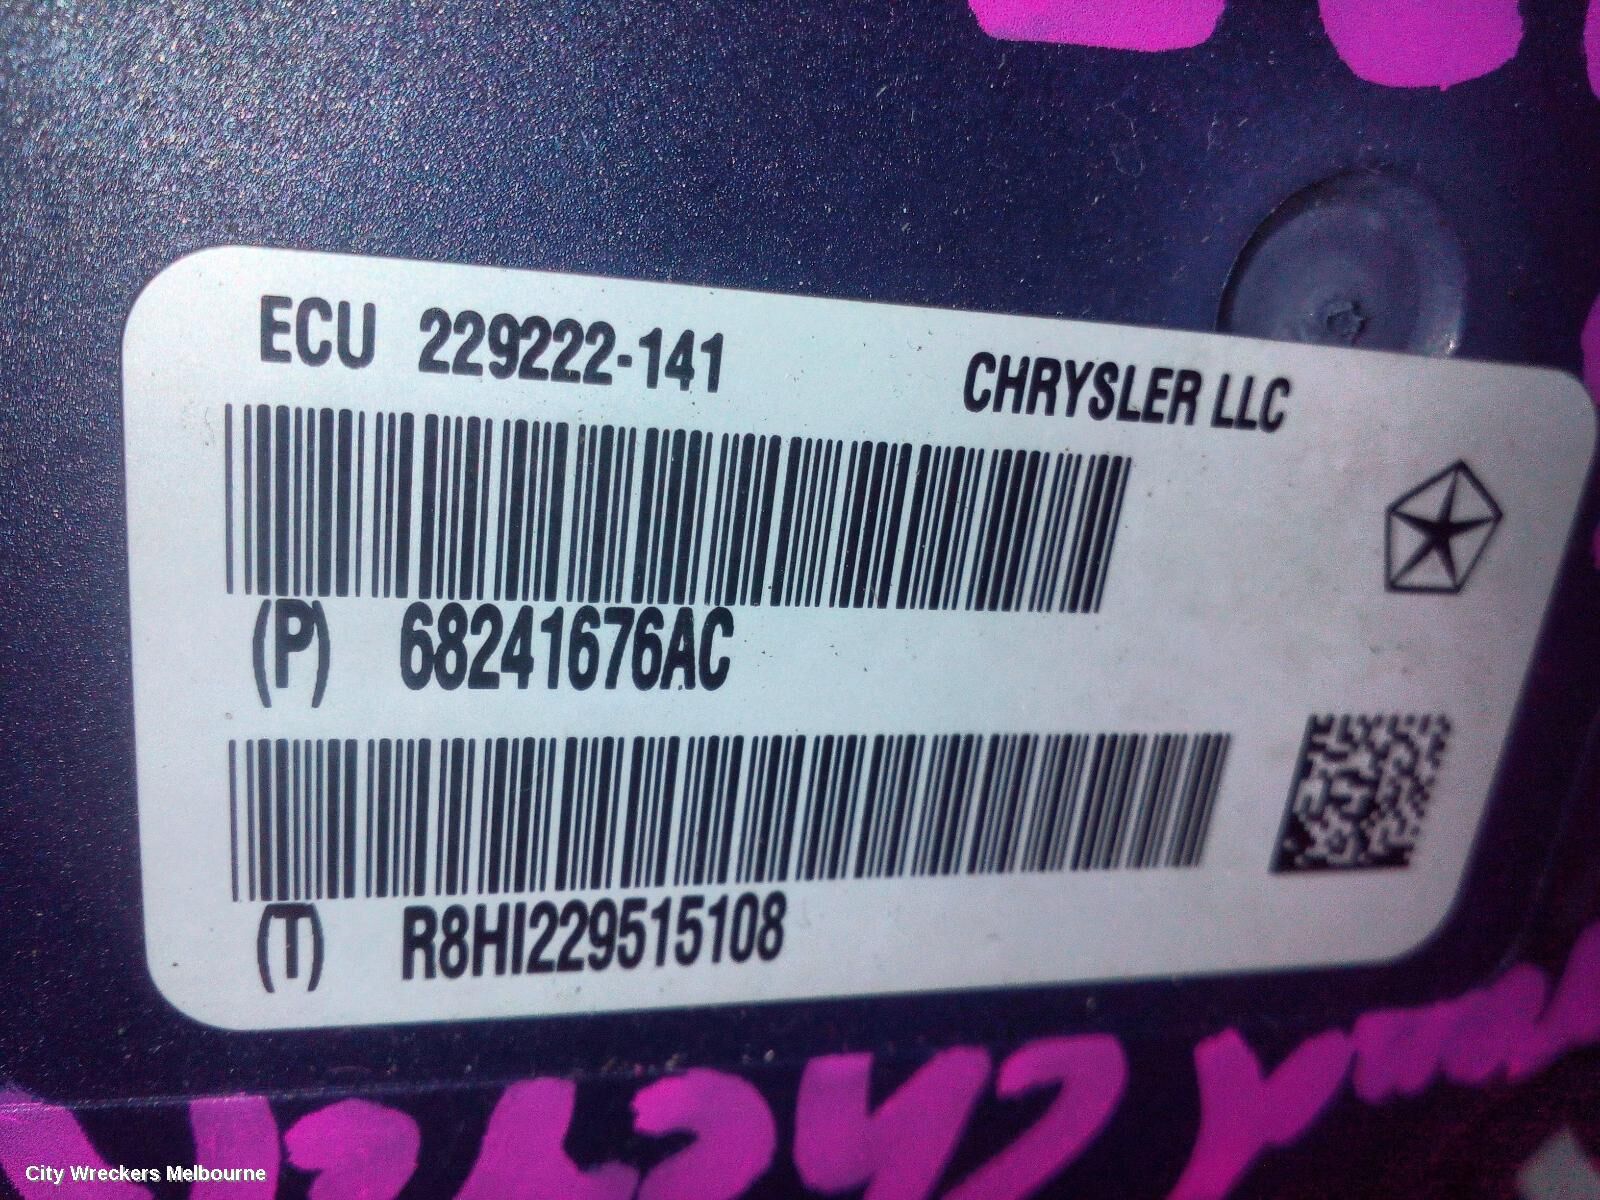 ECU 229222-141 CHRYSLER LLC
(P) 68241676AC
(T) R8HI229515108
City Wreckers Melbourne